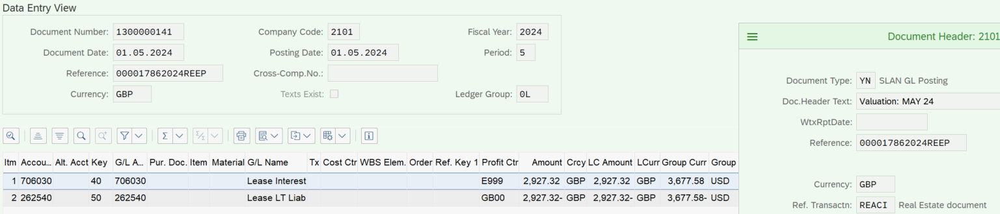 Data Entry View
Document Number: 1300000141 Company Code: 2101 Fiscal Year: 2024
Document Date: 01.05.2024 Posting Date: 01.05.2024 Period: 5
Reference: 000017862024REEP Cross-Comp.No.:
Currency: GBP Texts Exist: Ledger Group: 0L
Itm Accou... Alt. Acct Key G/L A... Pur. Doc. Item Material G/L Name Tx Cost Ctr WBS Elem. Order Ref. Key 1 Profit Ctr Amount Crcy LC Amount LCurr Group Curr Group
1 706030 40 706030 Lease Interest E999 2,927.32 GBP 2,927.32 GBP 3,677.58 USD
2 262540 50 262540 Lease LT Liab GB00 2,927.32- GBP 2,927.32- GBP 3,677.58- USD
Document Header: 2101
Document Type: YN SLAN GL Posting
Doc.Header Text: Valuation: MAY 24
WtxRptDate:
Reference: 000017862024REEP
Currency: GBP
Ref. Transactn: REACI Real Estate document